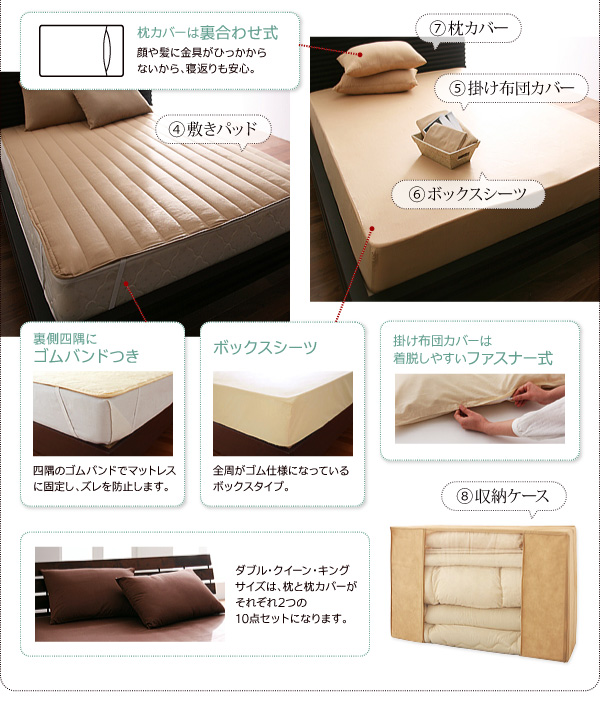 枕カバーは裏合わせ式
顔や髪に金具がひっかから
ないから、寝返りも安心。
⑦枕カバー
⑤掛け布団カバー
④敷きパッド
⑥ボックスシーツ
裏側四隅に
ゴムバンドつき
四隅のゴムバンドでマットレス
に固定し、ズレを防止します。
ボックスシーツ
全周がゴム仕様になっている
ボックスタイプ。
掛け布団カバーは
着脱しやすいファスナー式
⑧収納ケース
ダブル・クイーン・キング
サイズは、枕と枕カバーが
それぞれ2つの
10点セットになります。